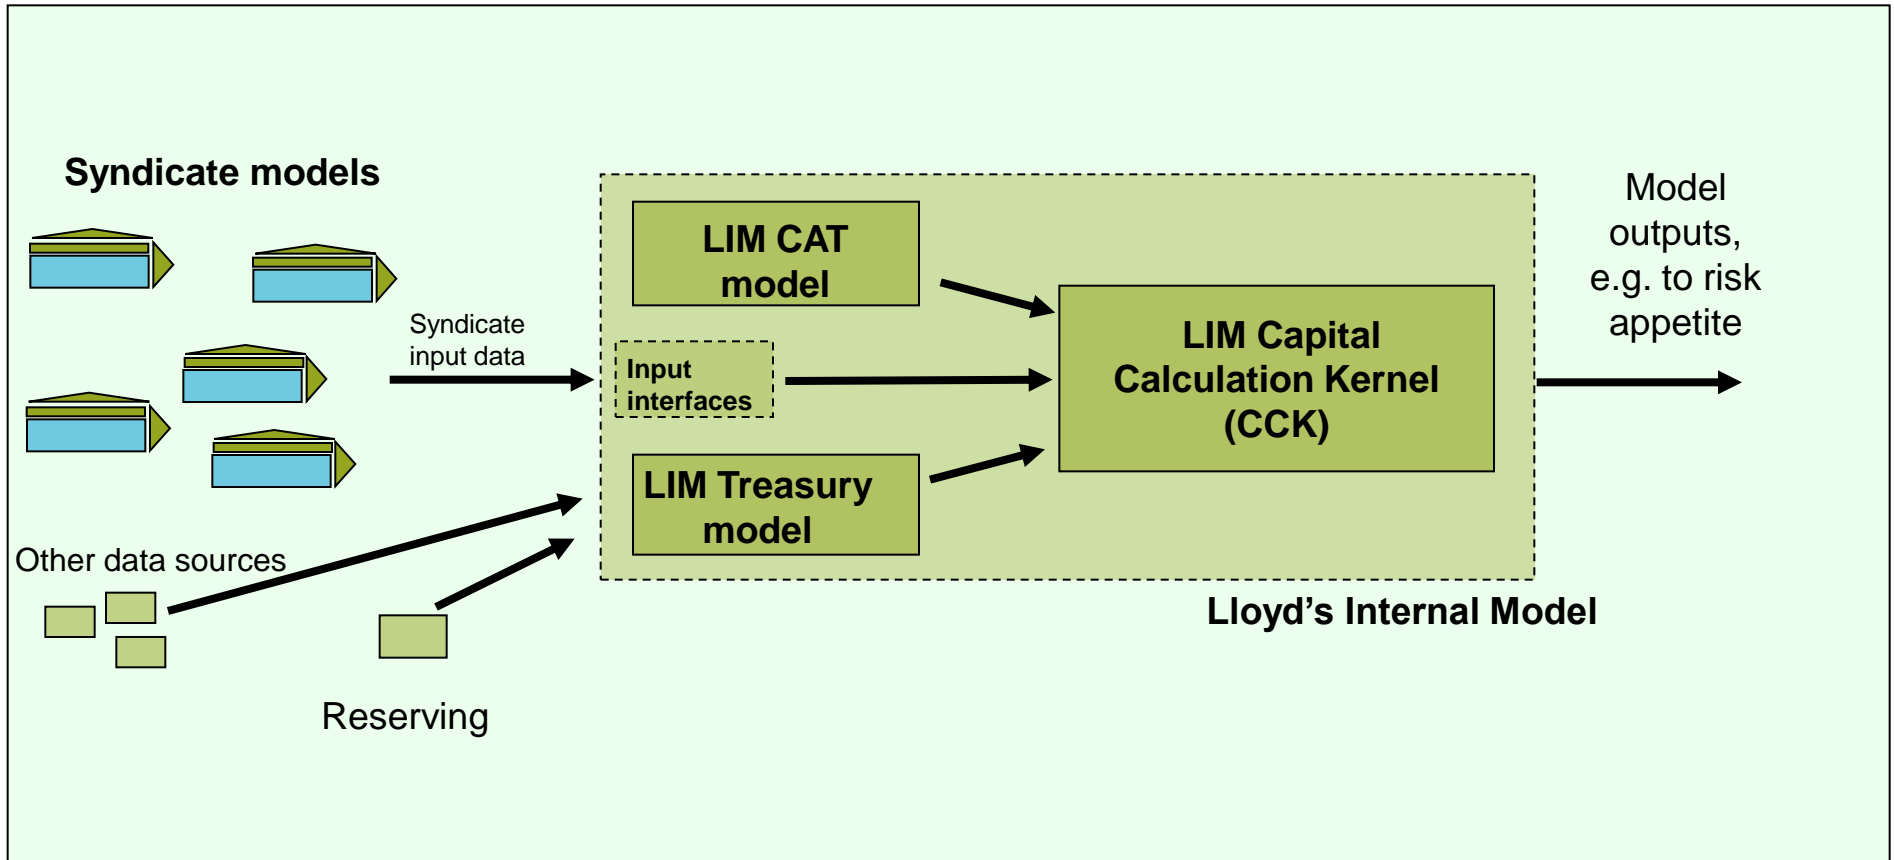 Syndicate models
Syndicate
input data
Other data sources
Reserving
LIM CAT
model
Input
interfaces
LIM Treasury
model
LIM Capital
Calculation Kernel
(CCK)
Lloyd’s Internal Model
Model
outputs,
e.g. to risk
appetite